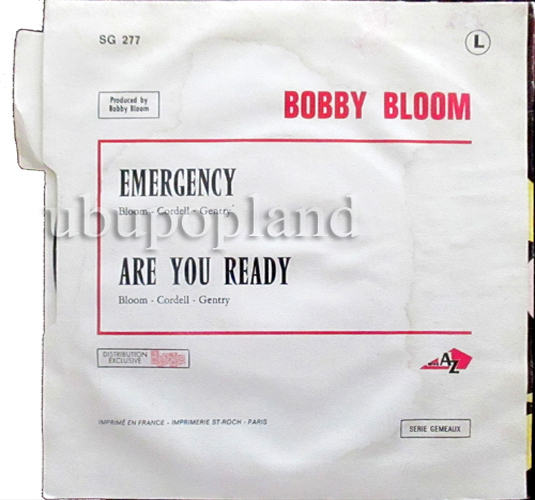 SG 277
L
Produced by
Bobby Bloom
BOBBY BLOOM
EMERGENCY
Bloom - Cordell - Gentry
ubupopland
ARE YOU READY
Bloom - Cordell - Gentry
DISTRIBUTION
EXCLUSIVE
AZ
IMPRIMÉ EN FRANCE - IMPRIMERIE ST-ROCH - PARIS
SERIE GEMEAUX